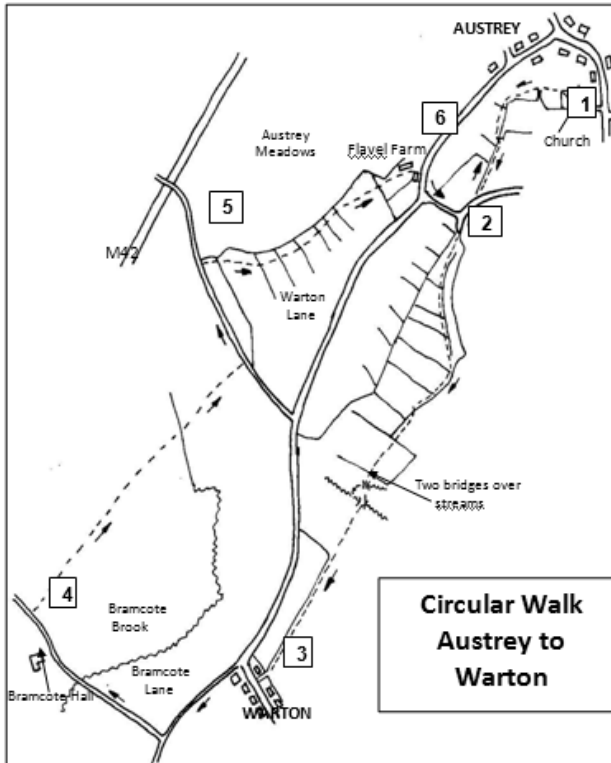 AUSTREY
1
6
Church
Austrey
Meadows
Flavel Farm
5
2
M42
Warton
Lane
Two bridges over
streams
4
Bramcote
Brook
Circular Walk
Austrey to
Warton
3
Bramcote
Lane
Bramcote Hall
WARTON